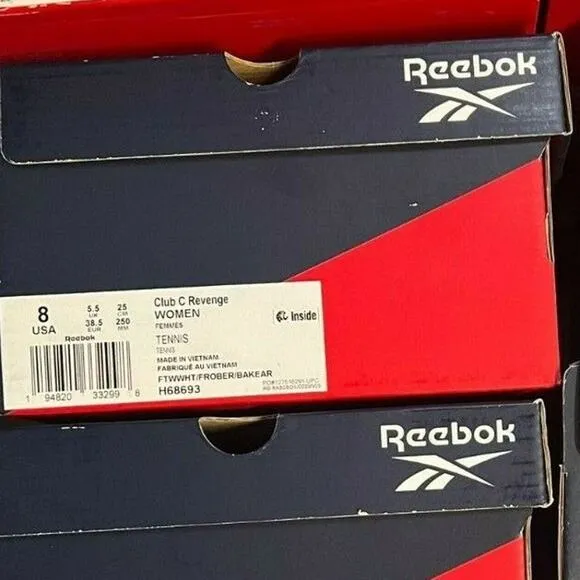 Reebok
8
USA
5.5
UK
38.5
EUR
25
CM
250
MM
Reebok
1 94820 33299 8
Club C Revenge
WOMEN
FEMMES
TENNIS
TENNIS
MADE IN VIETNAM
FABRIQUÉ AU VIETNAM
FTWWHT/FROBER/BAKEAR
H68693
Inside
Reebok